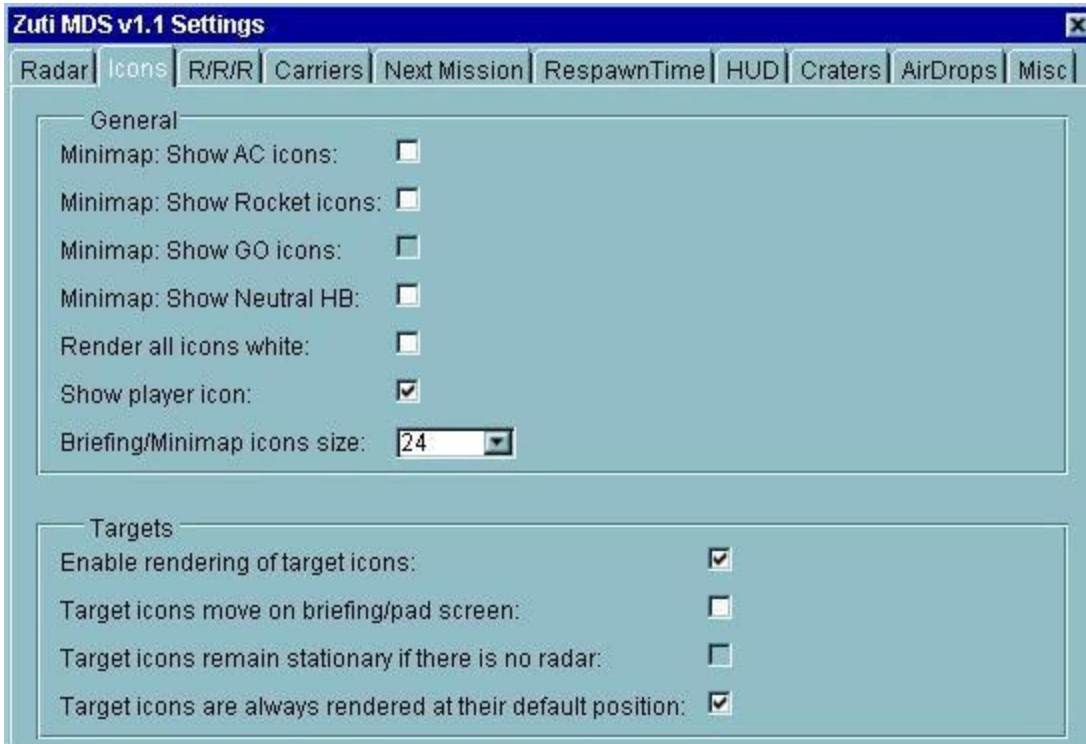 Zuti MDS v1.1 Settings
Radar Icons R/R/R Carriers Next Mission RespawnTime HUD Craters AirDrops Misc
General
Minimap: Show AC icons:
Minimap: Show Rocket icons:
Minimap: Show GO icons:
Minimap: Show Neutral HB:
Render all icons white:
Show player icon:
Briefing/Minimap icons size: 24
Targets
Enable rendering of target icons:
Target icons move on briefing/pad screen:
Target icons remain stationary if there is no radar:
Target icons are always rendered at their default position: